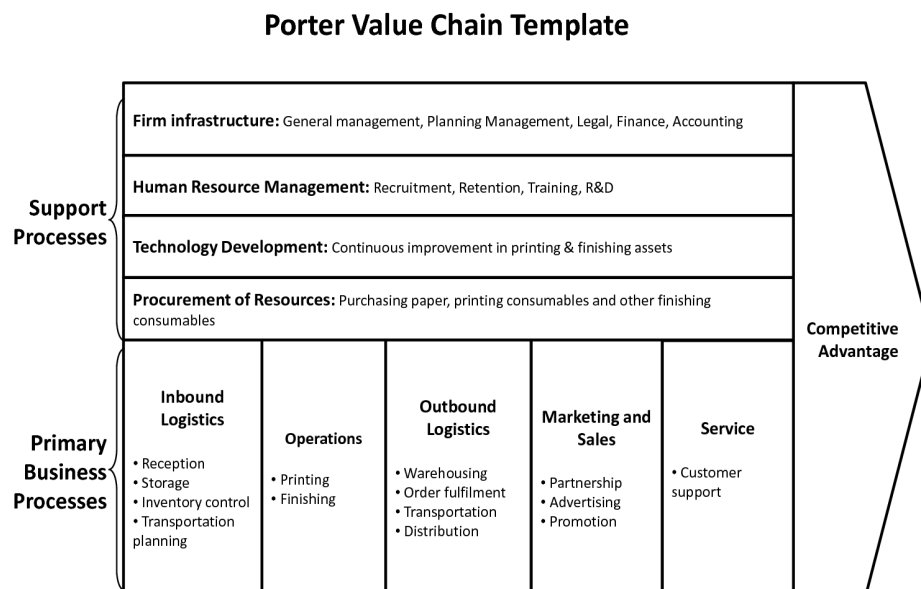 Porter Value Chain Template
Support
Processes
Firm infrastructure: General management, Planning Management, Legal, Finance, Accounting
Human Resource Management: Recruitment, Retention, Training, R&D
Technology Development: Continuous improvement in printing & finishing assets
Procurement of Resources: Purchasing paper, printing consumables and other finishing
consumables
Competitive
Advantage
Primary
Business
Processes
Inbound
Logistics
• Reception
• Storage
• Inventory control
• Transportation
planning
Operations
• Printing
• Finishing
Outbound
Logistics
• Warehousing
• Order fulfilment
• Transportation
• Distribution
Marketing and
Sales
• Partnership
• Advertising
• Promotion
Service
• Customer
support